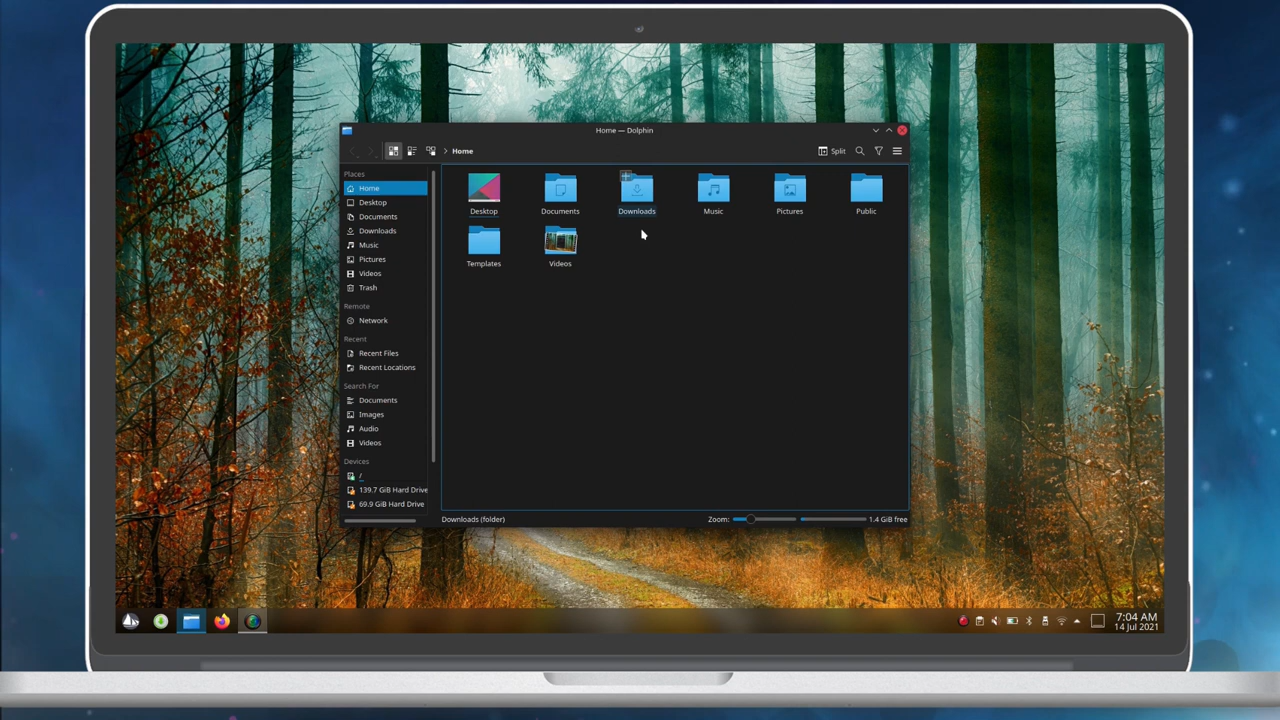 Home — Dolphin
Home
Split
Places
Home
Desktop
Documents
Downloads
Music
Pictures
Videos
Trash
Remote
Network
Recent
Recent Files
Recent Locations
Search For
Documents
Images
Audio
Videos
Devices
/
139.7 GiB Hard Drive
69.9 GiB Hard Drive
Desktop
Documents
Downloads
Music
Pictures
Public
Templates
Videos
Downloads (folder)
Zoom:
1.4 GiB free
7:04 AM
14 Jul 2021